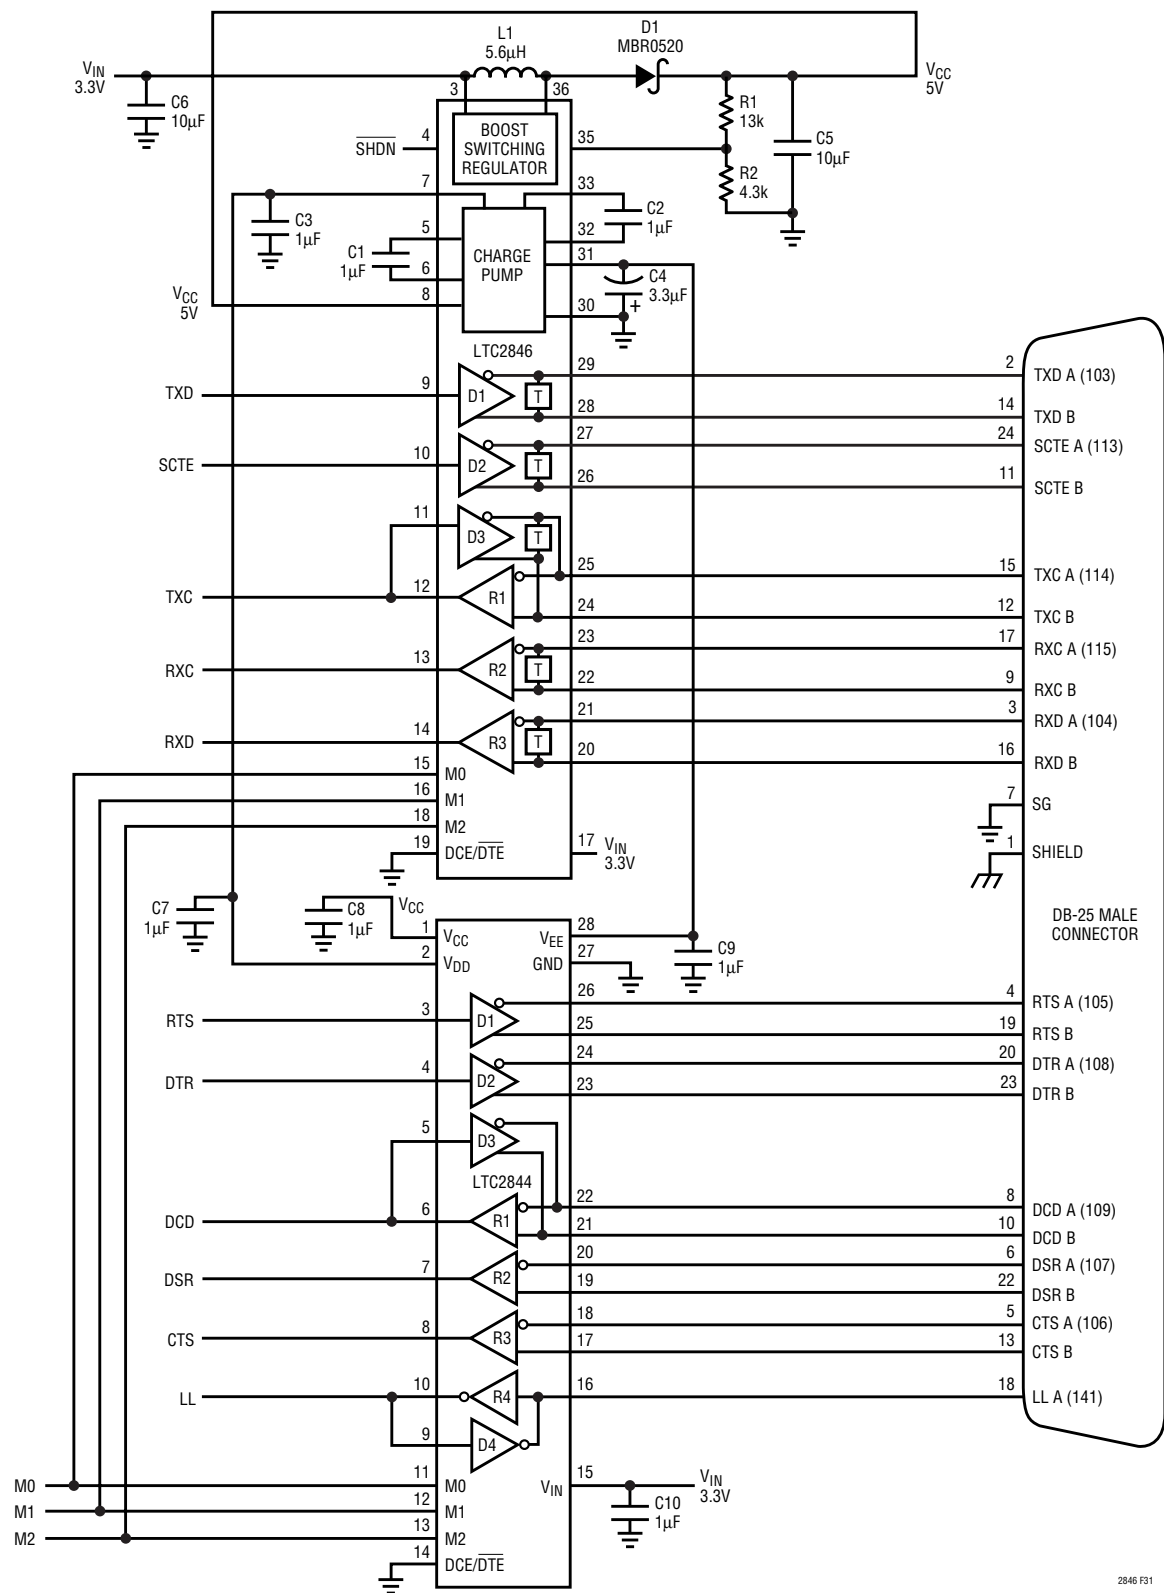 L1
5.6µH
D1
MBR0520
VIN
3.3V
3
36
VCC
5V
C6
10µF
R1
13k
C5
10µF
R2
4.3k
SHDN
4
BOOST
SWITCHING
REGULATOR
35
7
33
C3
1µF
C2
1µF
5
32
C1
1µF
CHARGE
PUMP
31
6
C4
3.3µF
+
VCC
5V
8
30
LTC2846
TXD
9
D1
T
29
2
TXD A (103)
28
14
TXD B
SCTE
10
D2
T
27
24
SCTE A (113)
26
11
SCTE B
11
D3
T
25
15
TXC A (114)
TXC
12
R1
24
12
TXC B
23
17
RXC A (115)
RXC
13
R2
T
22
9
RXC B
21
3
RXD A (104)
RXD
14
R3
T
20
16
RXD B
15
M0
16
M1
7
SG
18
M2
19
DCE/DTE
17
VIN
3.3V
1
SHIELD
C7
1µF
C8
1µF
VCC
DB-25 MALE
CONNECTOR
1
VCC
VEE
28
2
VDD
GND
27
C9
1µF
26
4
RTS A (105)
RTS
3
D1
25
19
RTS B
24
20
DTR A (108)
DTR
4
D2
23
23
DTR B
5
D3
LTC2844
22
8
DCD A (109)
DCD
6
R1
21
10
DCD B
20
6
DSR A (107)
DSR
7
R2
19
22
DSR B
18
5
CTS A (106)
CTS
8
R3
17
13
CTS B
LL
10
R4
16
18
LL A (141)
9
D4
M0
11
M0
VIN
15
VIN
3.3V
M1
12
M1
C10
1µF
M2
13
M2
14
DCE/DTE
2846 F31